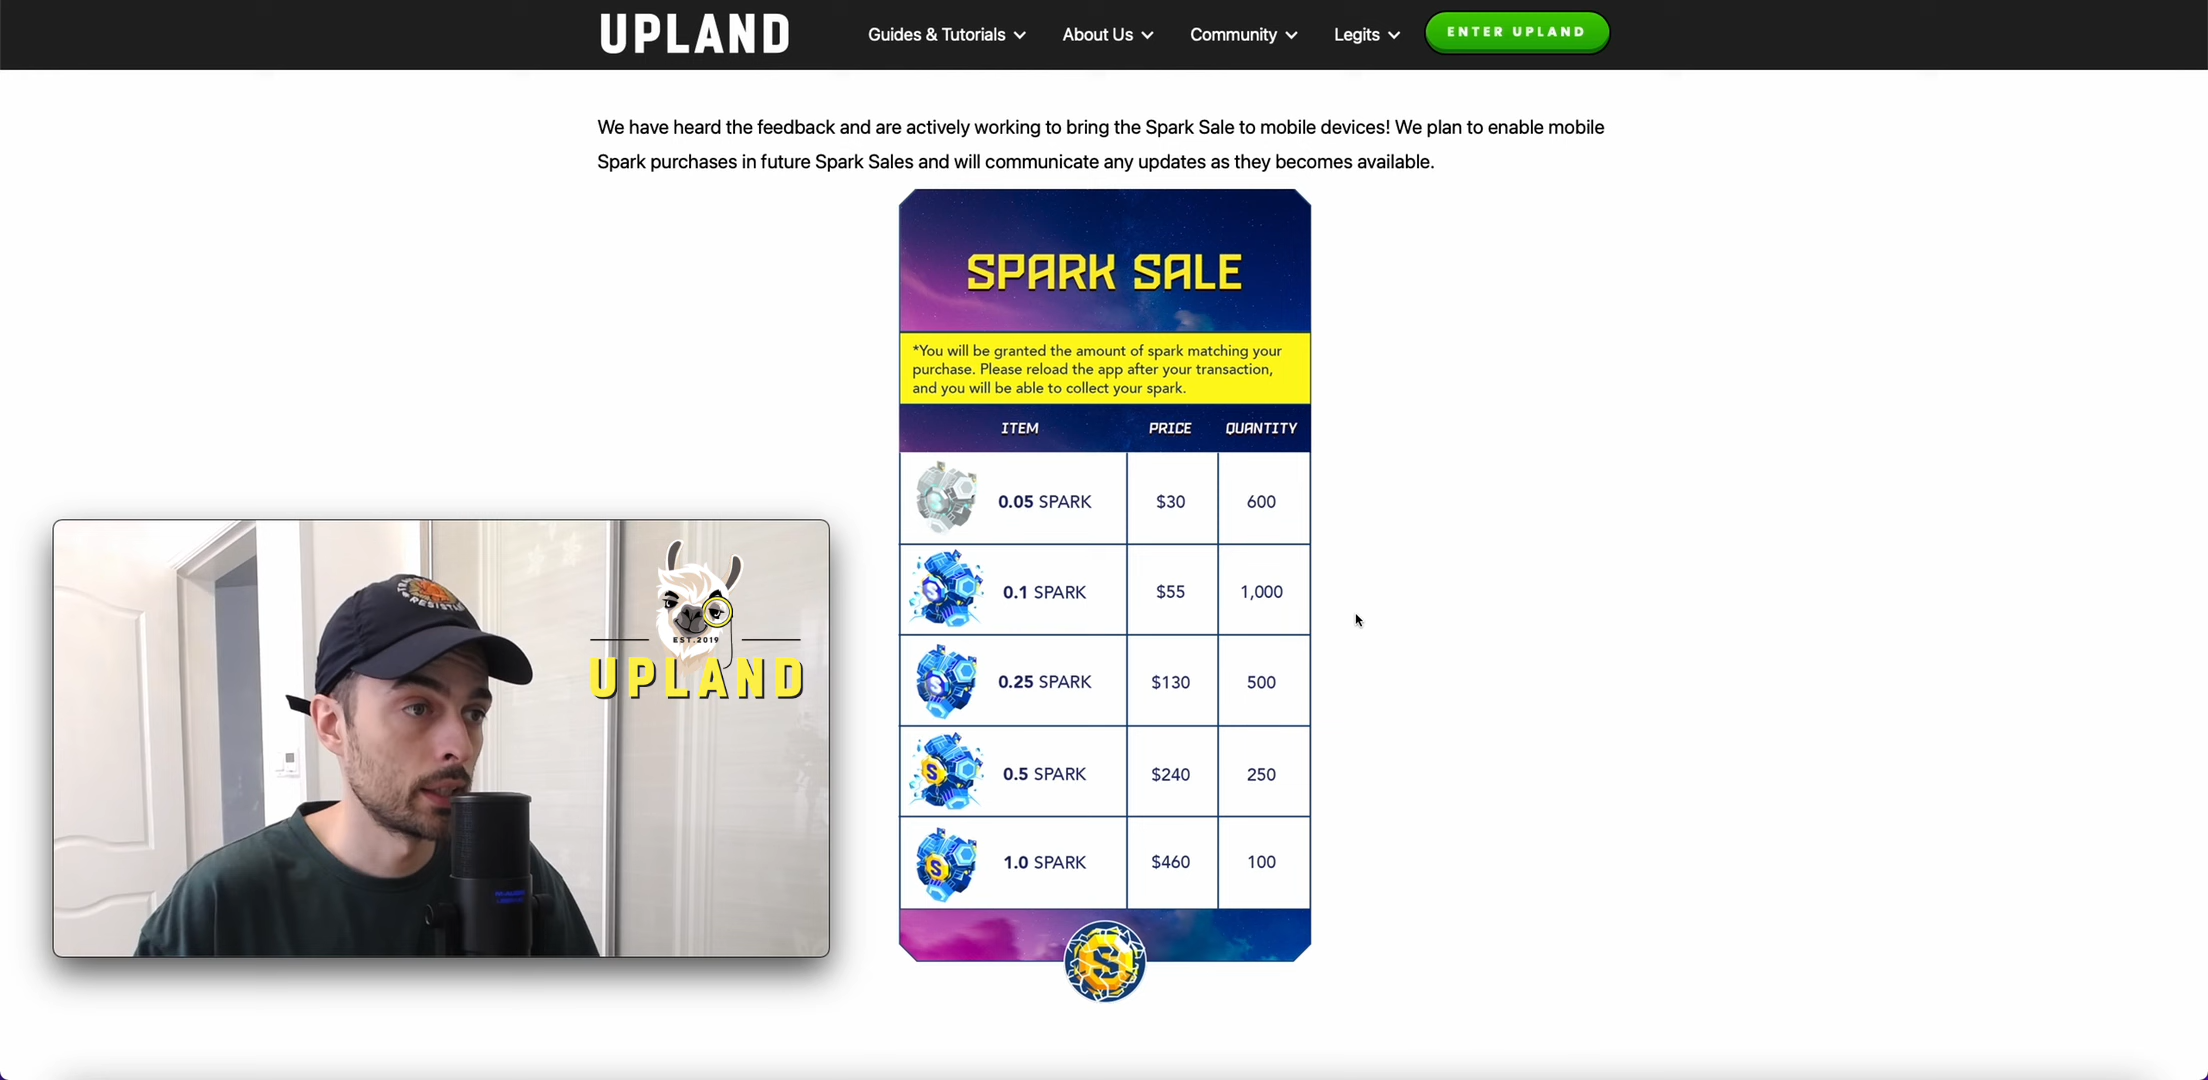 UPLAND
Guides & Tutorials
About Us
Community
Legits
ENTER UPLAND
We have heard the feedback and are actively working to bring the Spark Sale to mobile devices! We plan to enable mobile
Spark purchases in future Spark Sales and will communicate any updates as they becomes available.
SPARK SALE
*You will be granted the amount of spark matching your
purchase. Please reload the app after your transaction,
and you will be able to collect your spark.
ITEM PRICE QUANTITY
0.05 SPARK $30 600
0.1 SPARK $55 1,000
0.25 SPARK $130 500
0.5 SPARK $240 250
1.0 SPARK $460 100
S
EST.2019
UPLAND